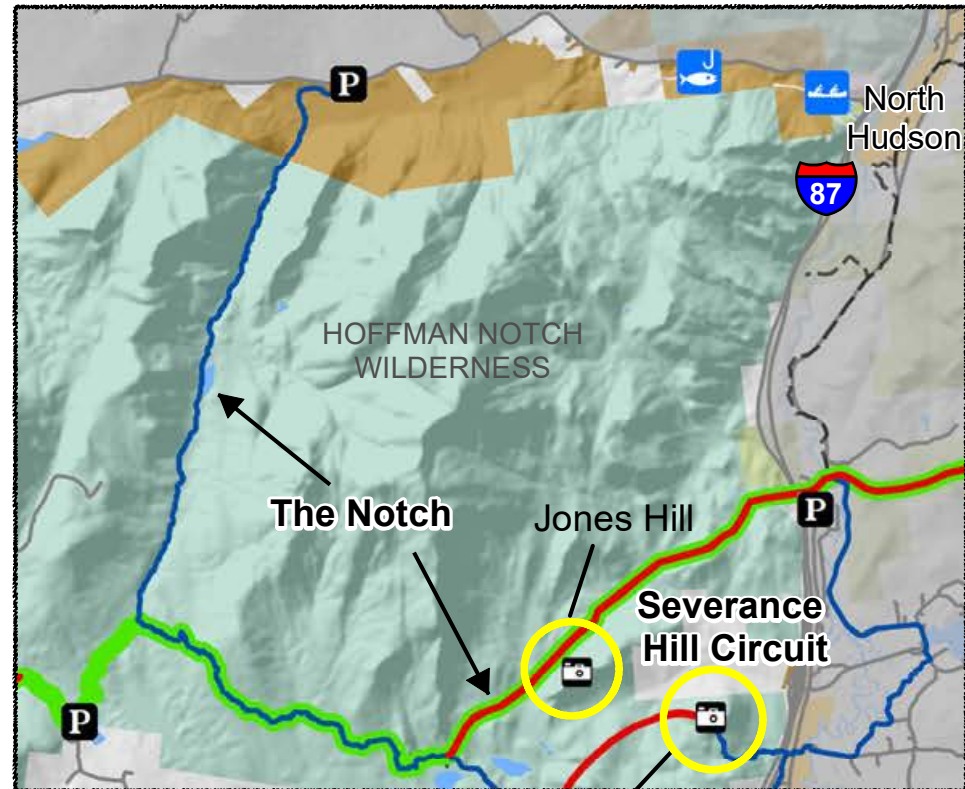 P
North
Hudson
87
HOFFMAN NOTCH
WILDERNESS
The Notch
Jones Hill
P
Severance
Hill Circuit
P